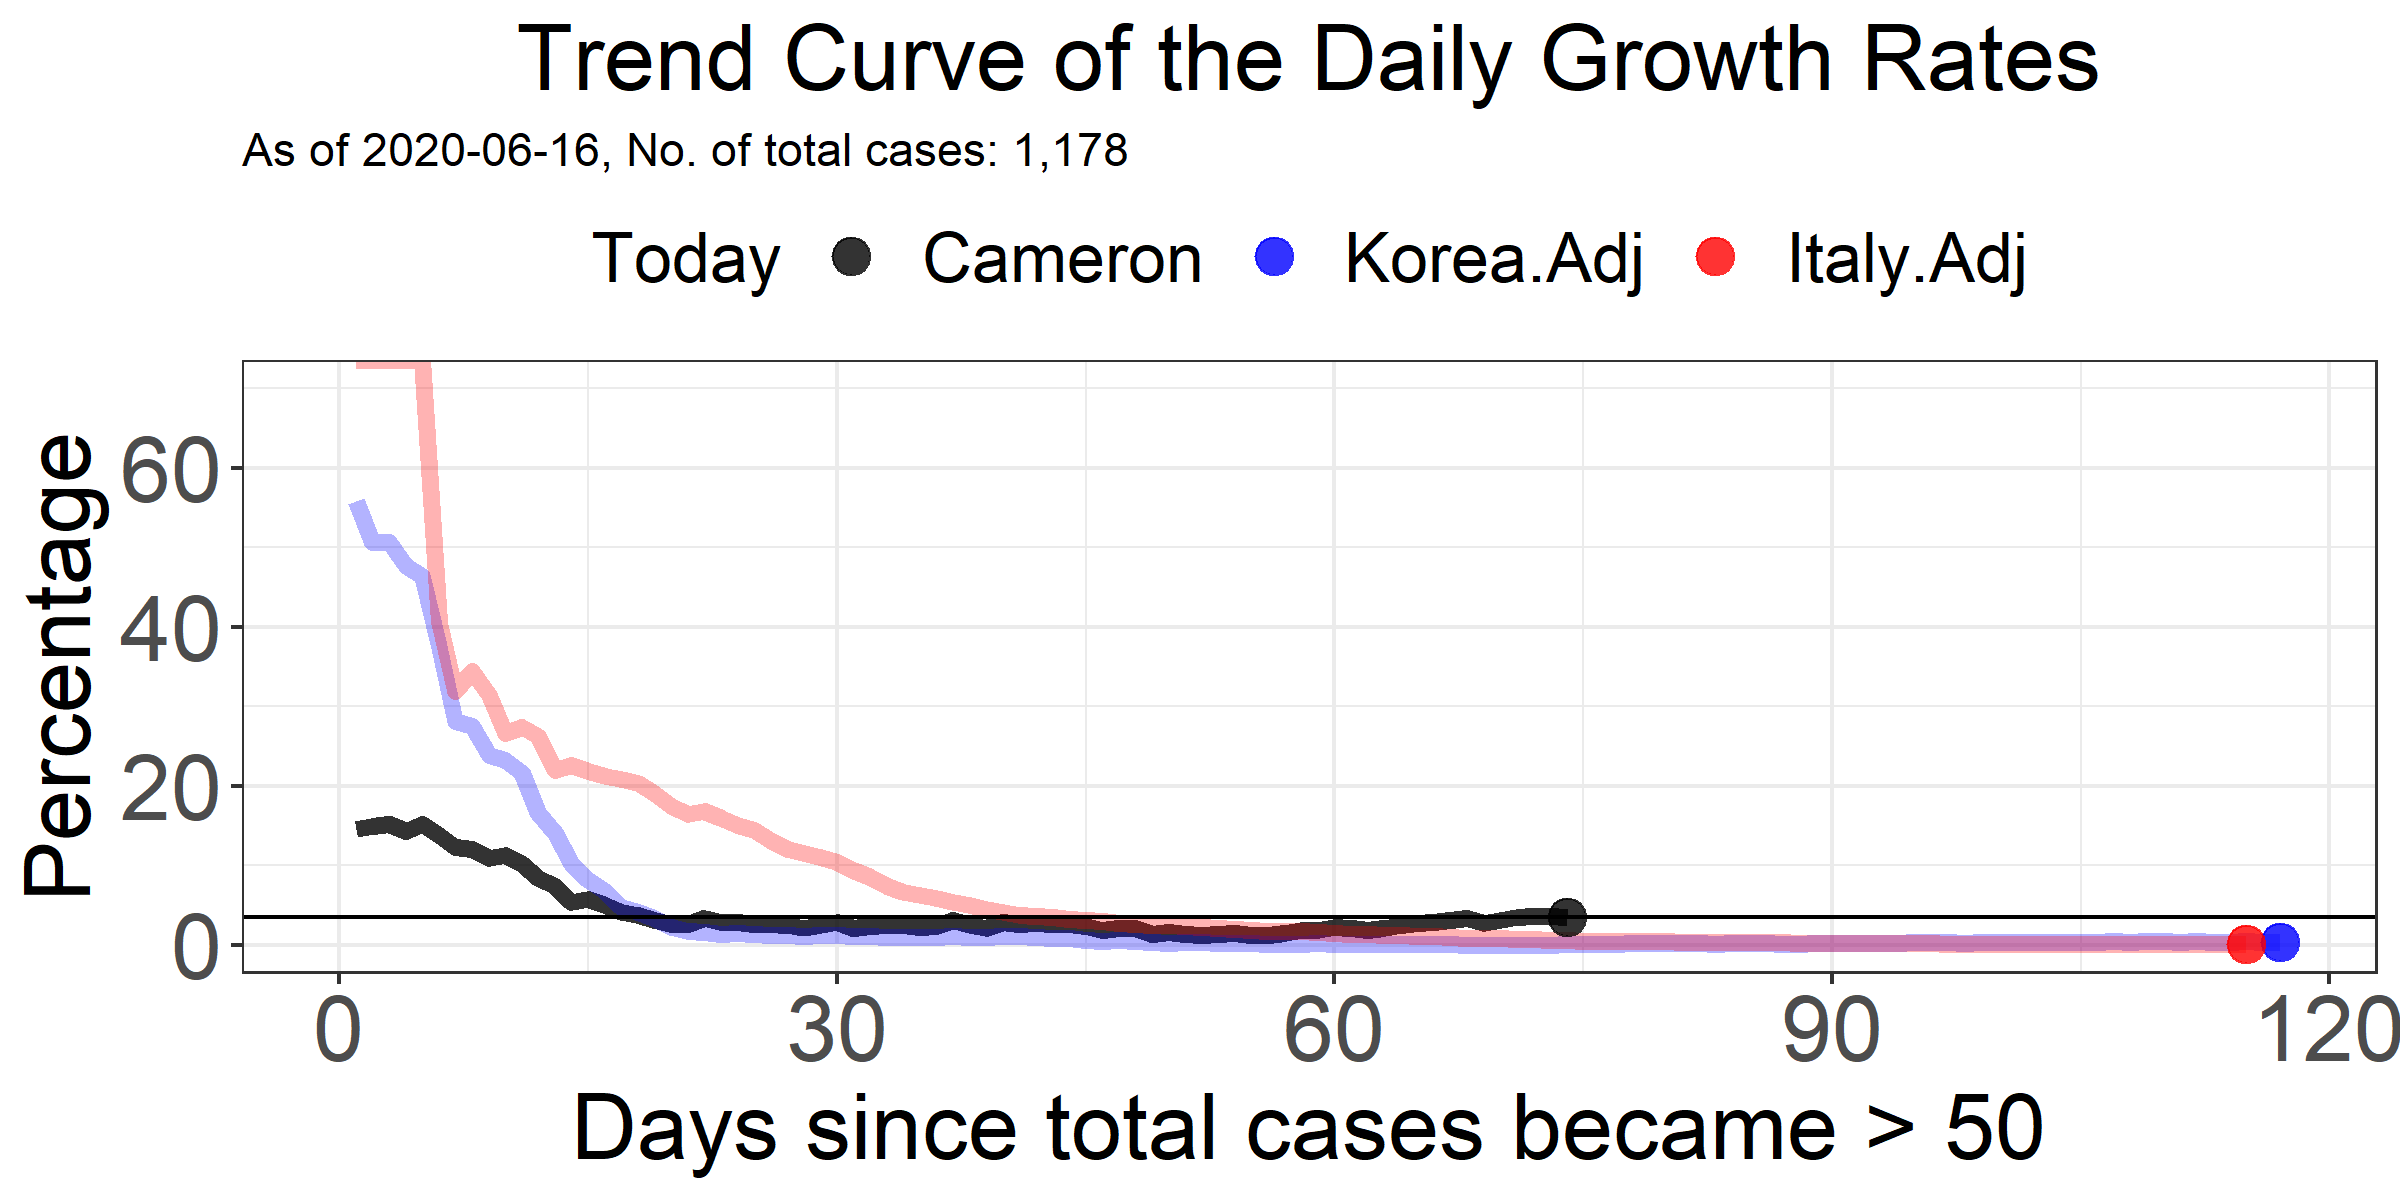 Trend Curve of the Daily Growth Rates
As of 2020-06-16, No. of total cases: 1,178
Today Cameron Korea.Adj Italy.Adj
Percentage
60
40
20
0
0 30 60 90 120
Days since total cases became > 50